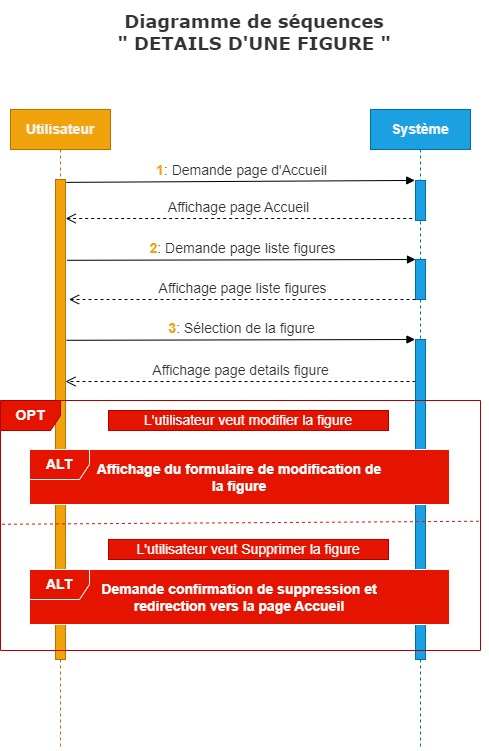 Diagramme de séquences
" DETAILS D'UNE FIGURE "
Utilisateur
Système
1: Demande page d'Accueil
Affichage page Accueil
2: Demande page liste figures
Affichage page liste figures
3: Sélection de la figure
Affichage page details figure
OPT
L'utilisateur veut modifier la figure
ALT
Affichage du formulaire de modification de
la figure
L'utilisateur veut Supprimer la figure
ALT
Demande confirmation de suppression et
redirection vers la page Accueil